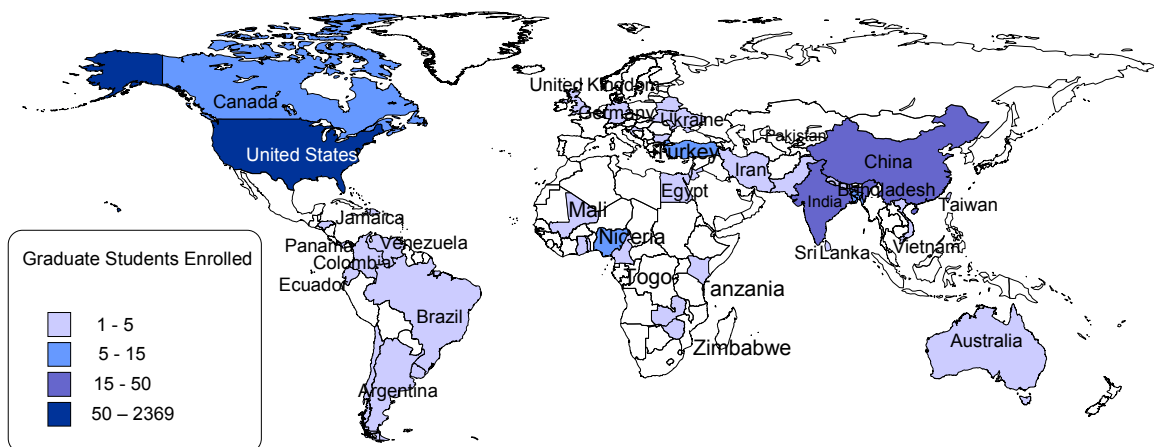 United Kingdom
Germany
Ukraine
Canada
Pakistan
United States
Turkey
China
Iran
Egypt
Bangladesh
India
Mali
Taiwan
Jamaica
Nigeria
Panama
Venezuela
Sri Lanka
Vietnam
Colombia
Togo
Ecuador
Tanzania
Brazil
Zimbabwe
Australia
Argentina
Graduate Students Enrolled
1 - 5
5 - 15
15 - 50
50 – 2369